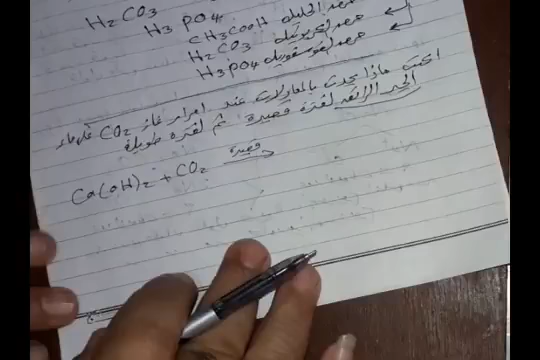 H2CO3 H3PO4
حمض الخليك CH3COOH
حمض الكربونيك H2CO3
حمض الفوسفوريك H3PO4
اكتب ماذا يحدث بالمعادلات عند امرار غاز CO2 على ماء
الجير الرائق لفترة قصيرة ثم لفترة طويلة
Ca(OH)2 + CO2 قصيرة →